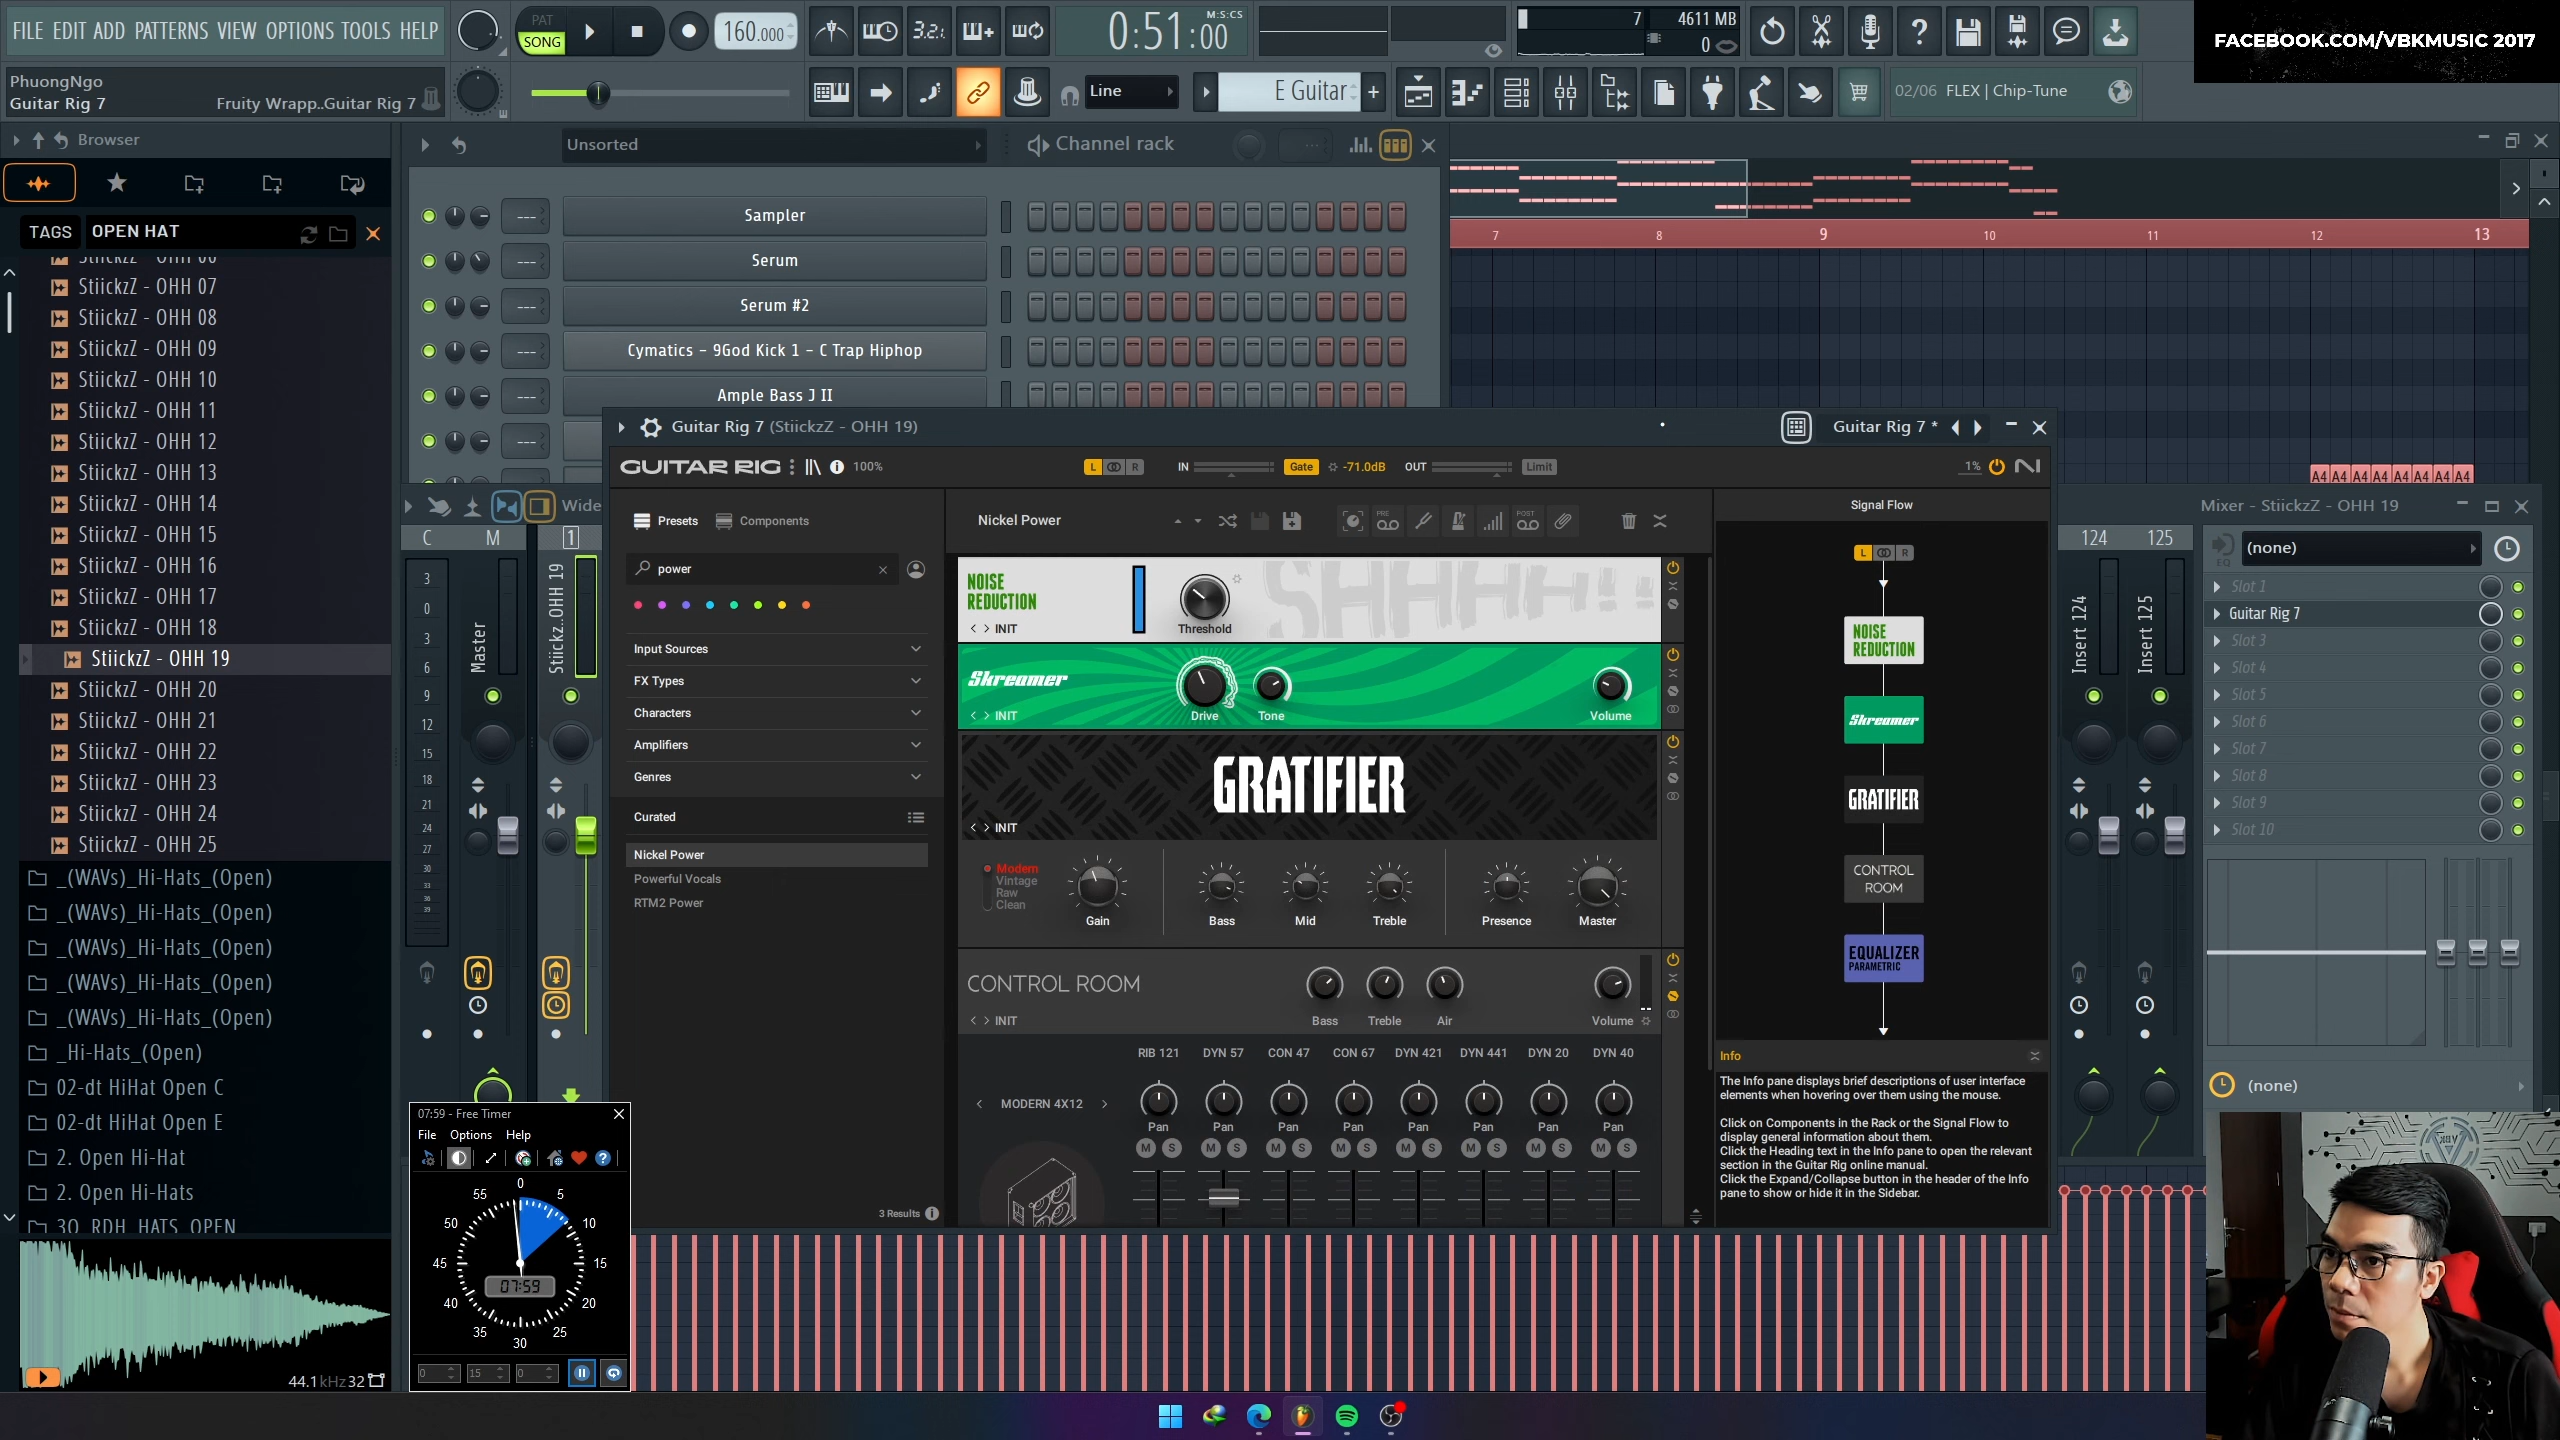 FILE EDIT ADD PATTERNS VIEW OPTIONS TOOLS HELP
PAT
SONG
160.000
3.2.1.
0:51:00
M:S:CS
7
4611 MB
0
FACEBOOK.COM/VBKMUSIC 2017
PhuongNgo
Guitar Rig 7
Fruity Wrapp..Guitar Rig 7
Line
E Guitar
02/06 FLEX | Chip-Tune
Browser
Unsorted
Channel rack
TAGS
OPEN HAT
StiickzZ - OHH 07
StiickzZ - OHH 08
StiickzZ - OHH 09
StiickzZ - OHH 10
StiickzZ - OHH 11
StiickzZ - OHH 12
StiickzZ - OHH 13
StiickzZ - OHH 14
StiickzZ - OHH 15
StiickzZ - OHH 16
StiickzZ - OHH 17
StiickzZ - OHH 18
StiickzZ - OHH 19
StiickzZ - OHH 20
StiickzZ - OHH 21
StiickzZ - OHH 22
StiickzZ - OHH 23
StiickzZ - OHH 24
StiickzZ - OHH 25
_(WAVs)_Hi-Hats_(Open)
_(WAVs)_Hi-Hats_(Open)
_(WAVs)_Hi-Hats_(Open)
_(WAVs)_Hi-Hats_(Open)
_(WAVs)_Hi-Hats_(Open)
_Hi-Hats_(Open)
02-dt HiHat Open C
02-dt HiHat Open E
2. Open Hi-Hat
2. Open Hi-Hats
30_RDH_HATS_OPEN
44.1kHz 32
Sampler
Serum
Serum #2
Cymatics - 9God Kick 1 - C Trap Hiphop
Ample Bass J II
7 8 9 10 11 12 13
A4 A4 A4 A4 A4 A4 A4 A4
Wide
C M 1
3
0
3
6
9
12
15
18
21
24
27
30
33
36
39
Master
Stiickz..OHH 19
Guitar Rig 7 (StiickzZ - OHH 19)
Guitar Rig 7 *
GUITAR RIG
100%
L R
IN
Gate
-71.0dB
OUT
Limit
1%
Presets
Components
power
Input Sources
FX Types
Characters
Amplifiers
Genres
Curated
Nickel Power
Powerful Vocals
RTM2 Power
3 Results
Nickel Power
PRE
POST
NOISE
REDUCTION
Threshold
SHHHH!!!
< > INIT
Skreamer
Drive
Tone
Volume
< > INIT
GRATIFIER
< > INIT
Modern
Vintage
Raw
Clean
Gain
Bass
Mid
Treble
Presence
Master
CONTROL ROOM
Bass
Treble
Air
Volume
< > INIT
RIB 121
DYN 57
CON 47
CON 67
DYN 421
DYN 441
DYN 20
DYN 40
MODERN 4X12
Pan Pan Pan Pan Pan Pan Pan Pan
M S M S M S M S M S M S M S M S
Signal Flow
L R
NOISE
REDUCTION
Skreamer
GRATIFIER
CONTROL
ROOM
EQUALIZER
PARAMETRIC
Info
The Info pane displays brief descriptions of user interface
elements when hovering over them using the mouse.
Click on Components in the Rack or the Signal Flow to
display general information about them.
Click the Heading text in the Info pane to open the relevant
section in the Guitar Rig online manual.
Click the Expand/Collapse button in the header of the Info
pane to show or hide it in the Sidebar.
124 125
Insert 124
Insert 125
Mixer - StiickzZ - OHH 19
(none)
EQ
Slot 1
Guitar Rig 7
Slot 3
Slot 4
Slot 5
Slot 6
Slot 7
Slot 8
Slot 9
Slot 10
(none)
07:59 - Free Timer
File Options Help
0
5
10
15
20
25
30
35
40
45
50
55
07:59
0
15
0